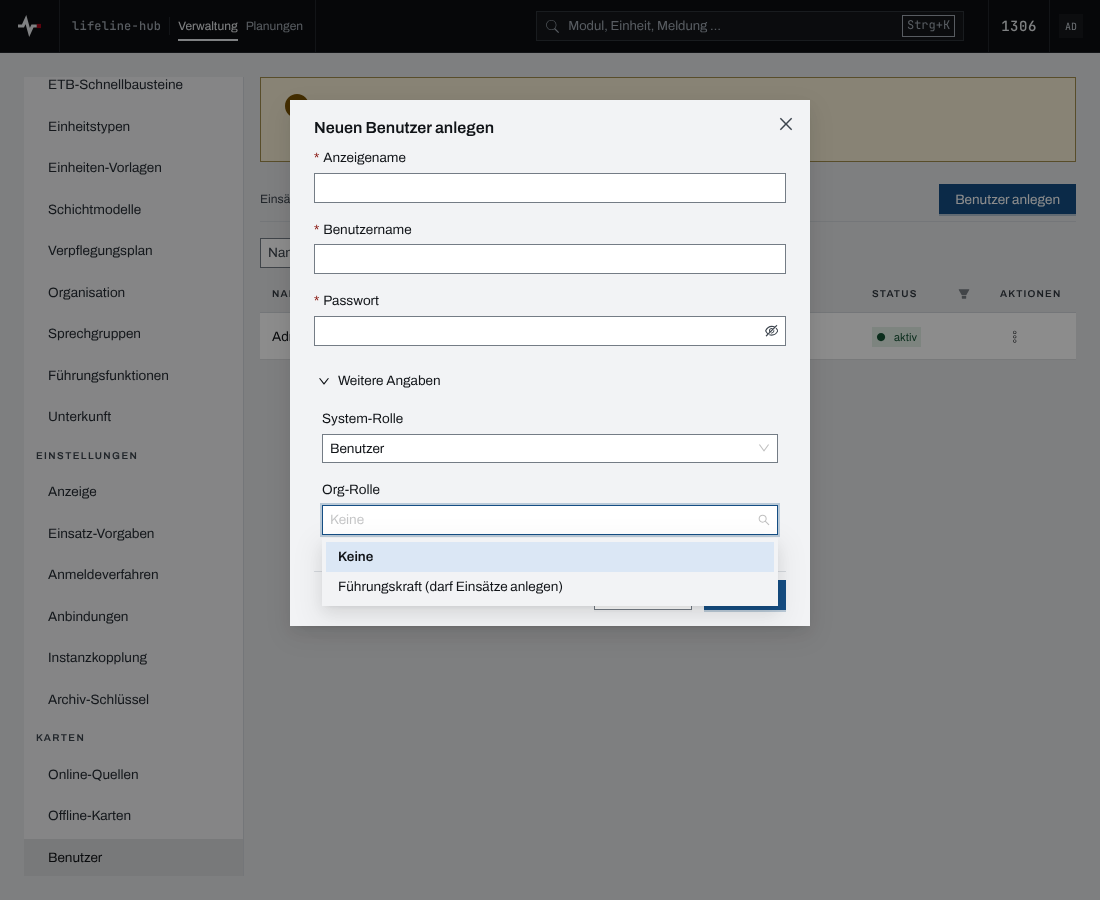 lifeline-hub
Verwaltung
Planungen
Modul, Einheit, Meldung ...
Strg+K
1306
AD
ETB-Schnellbausteine
Einheitstypen
Einheiten-Vorlagen
Schichtmodelle
Verpflegungsplan
Organisation
Sprechgruppen
Führungsfunktionen
Unterkunft
EINSTELLUNGEN
Anzeige
Einsatz-Vorgaben
Anmeldeverfahren
Anbindungen
Instanzkopplung
Archiv-Schlüssel
KARTEN
Online-Quellen
Offline-Karten
Benutzer
Benutzer anlegen
STATUS
AKTIONEN
aktiv
Neuen Benutzer anlegen
* Anzeigename
* Benutzername
* Passwort
Weitere Angaben
System-Rolle
Benutzer
Org-Rolle
Keine
Keine
Führungskraft (darf Einsätze anlegen)